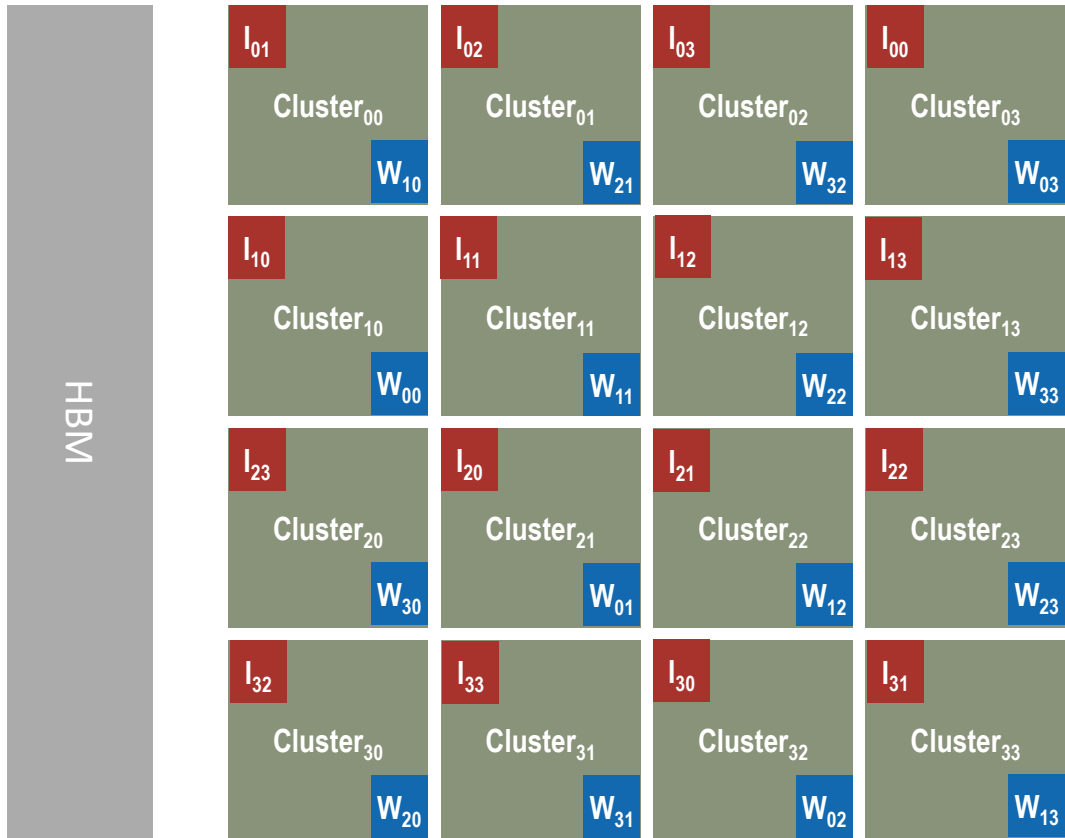 HBM
I₀₁ I₀₂ I₀₃ I₀₀
Cluster₀₀ Cluster₀₁ Cluster₀₂ Cluster₀₃
W₁₀ W₂₁ W₃₂ W₀₃
I₁₀ I₁₁ I₁₂ I₁₃
Cluster₁₀ Cluster₁₁ Cluster₁₂ Cluster₁₃
W₀₀ W₁₁ W₂₂ W₃₃
I₂₃ I₂₀ I₂₁ I₂₂
Cluster₂₀ Cluster₂₁ Cluster₂₂ Cluster₂₃
W₃₀ W₀₁ W₁₂ W₂₃
I₃₂ I₃₃ I₃₀ I₃₁
Cluster₃₀ Cluster₃₁ Cluster₃₂ Cluster₃₃
W₂₀ W₃₁ W₀₂ W₁₃